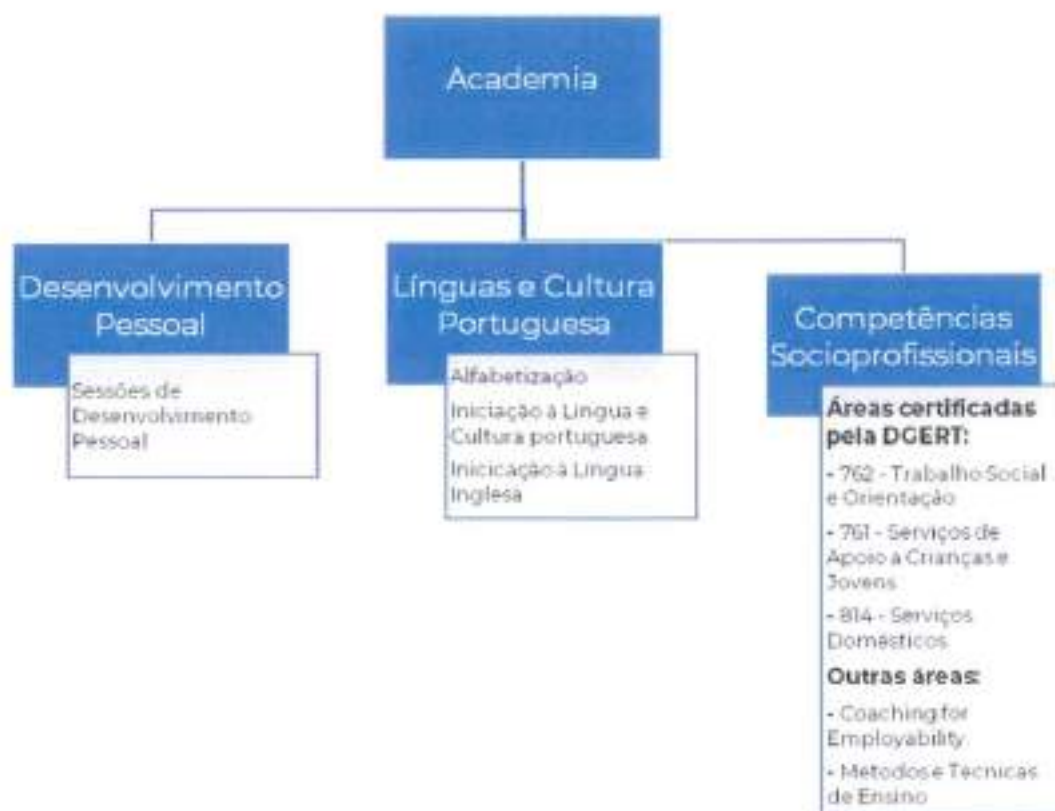 Academia
Desenvolvimento
Pessoal
Sessões de
Desenvolvimento
Pessoal
Línguas e Cultura
Portuguesa
Alfabetização
Iniciação à Língua e
Cultura portuguesa
Inicicação à Língua
Inglesa
Competências
Socioprofissionais
Áreas certificadas
pela DGERT:
- 762 - Trabalho Social
e Orientação
- 761 - Serviços de
Apoio a Crianças e
Jovens
- 814 - Serviços
Domésticos
Outras áreas:
- Coaching for
Employability
- Métodos e Técnicas
de Ensino